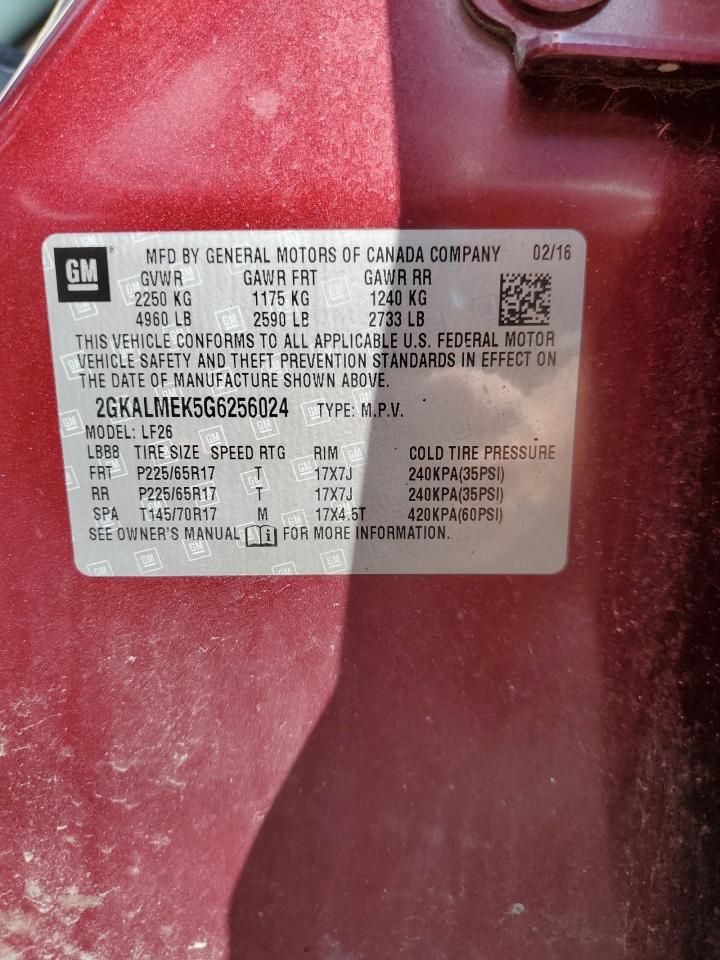 GM ® MFD BY GENERAL MOTORS OF CANADA COMPANY 02/16
GVWR GAWR FRT GAWR RR
2250 KG 1175 KG 1240 KG
4960 LB 2590 LB 2733 LB
THIS VEHICLE CONFORMS TO ALL APPLICABLE U.S. FEDERAL MOTOR
VEHICLE SAFETY AND THEFT PREVENTION STANDARDS IN EFFECT ON
THE DATE OF MANUFACTURE SHOWN ABOVE.
2GKALMEK5G6256024 TYPE: M.P.V.
MODEL: LF26
LBB8 TIRE SIZE SPEED RTG RIM COLD TIRE PRESSURE
FRT P225/65R17 T 17X7J 240KPA(35PSI)
RR P225/65R17 T 17X7J 240KPA(35PSI)
SPA T145/70R17 M 17X4.5T 420KPA(60PSI)
SEE OWNER'S MANUAL i FOR MORE INFORMATION.